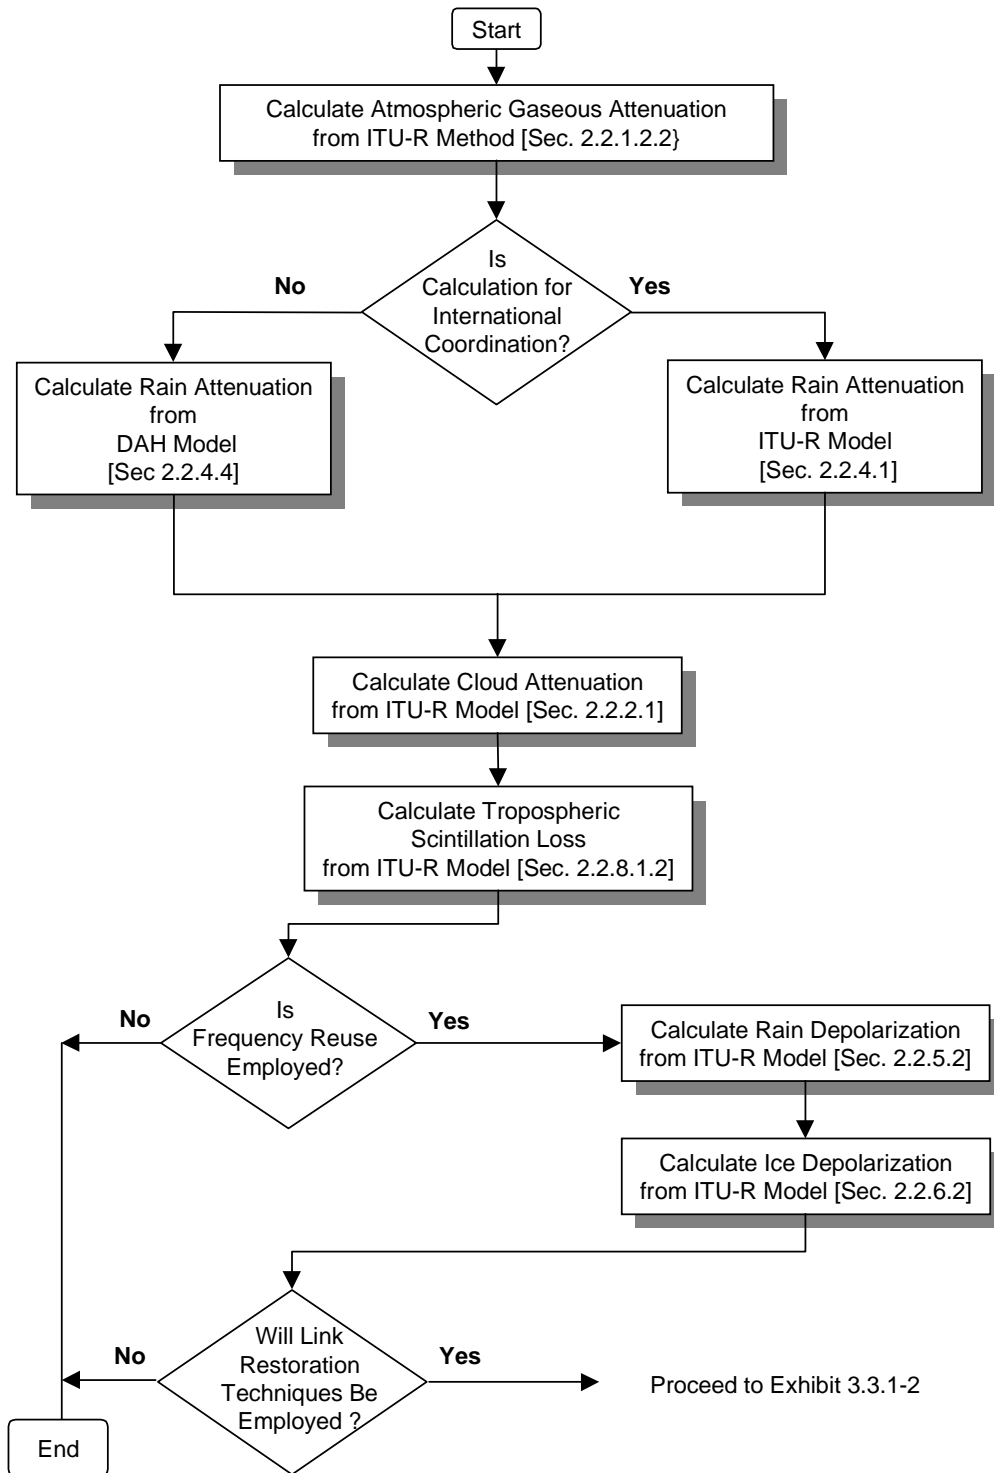 Start
Calculate Atmospheric Gaseous Attenuation
from ITU-R Method [Sec. 2.2.1.2.2}
Is
Calculation for
International
Coordination?
No
Yes
Calculate Rain Attenuation
from
DAH Model
[Sec 2.2.4.4]
Calculate Rain Attenuation
from
ITU-R Model
[Sec. 2.2.4.1]
Calculate Cloud Attenuation
from ITU-R Model [Sec. 2.2.2.1]
Calculate Tropospheric
Scintillation Loss
from ITU-R Model [Sec. 2.2.8.1.2]
Is
Frequency Reuse
Employed?
No
Yes
Calculate Rain Depolarization
from ITU-R Model [Sec. 2.2.5.2]
Calculate Ice Depolarization
from ITU-R Model [Sec. 2.2.6.2]
Will Link
Restoration
Techniques Be
Employed ?
No
Yes
Proceed to Exhibit 3.3.1-2
End